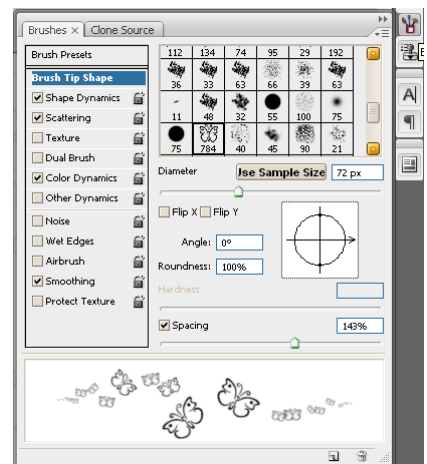 Brushes × Clone Source
Brush Presets
Brush Tip Shape
Shape Dynamics
Scattering
Texture
Dual Brush
Color Dynamics
Other Dynamics
Noise
Wet Edges
Airbrush
Smoothing
Protect Texture
112 134 74 95 29 192
36 33 63 66 39 63
11 48 32 55 100 75
75 784 40 45 90 21
Diameter Use Sample Size 72 px
Flip X Flip Y
Angle: 0°
Roundness: 100%
Hardness
Spacing 143%
A
¶